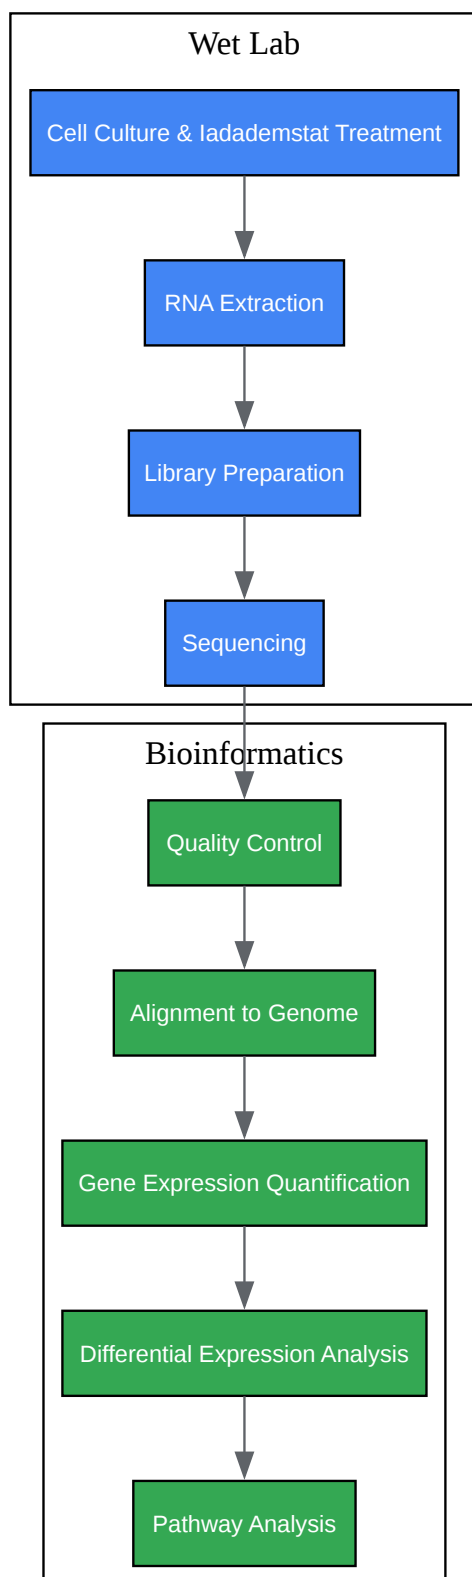 Wet Lab
Cell Culture & Iadademstat Treatment
RNA Extraction
Library Preparation
Sequencing
Bioinformatics
Quality Control
Alignment to Genome
Gene Expression Quantification
Differential Expression Analysis
Pathway Analysis